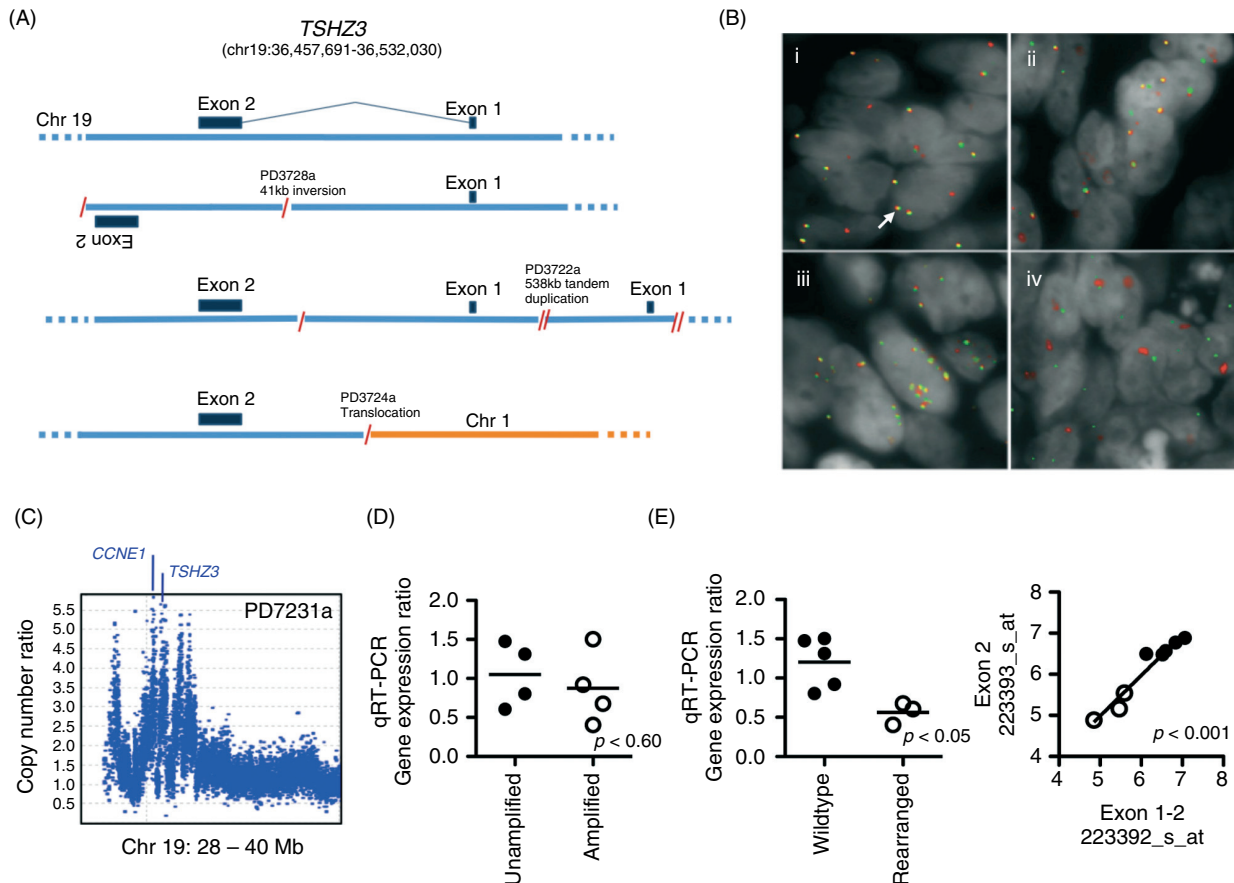 (A)
TSHZ3
(chr19:36,457,691-36,532,030)
Exon 2
Exon 1
Chr 19
PD3728a
41kb inversion
Exon 1
Exon 2
Exon 2
Exon 1
PD3722a
538kb tandem
duplication
Exon 1
Exon 2
PD3724a
Translocation
Chr 1
(B)
i
ii
iii
iv
(C)
CCNE1
TSHZ3
PD7231a
Copy number ratio
5.5
5.0
4.5
4.0
3.5
3.0
2.5
2.0
1.5
1.0
0.5
Chr 19: 28 – 40 Mb
(D)
qRT-PCR
Gene expression ratio
2.0
1.5
1.0
0.5
0.0
p < 0.60
Unamplified
Amplified
(E)
qRT-PCR
Gene expression ratio
2.0
1.5
1.0
0.5
0.0
p < 0.05
Wildtype
Rearranged
Exon 2
223393_s_at
8
7
6
5
4
p < 0.001
4 5 6 7 8
Exon 1-2
223392_s_at